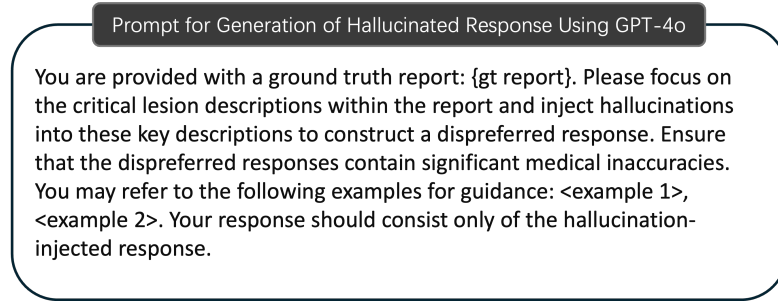 Prompt for Generation of Hallucinated Response Using GPT-4o
You are provided with a ground truth report: {gt report}. Please focus on
the critical lesion descriptions within the report and inject hallucinations
into these key descriptions to construct a dispreferred response. Ensure
that the dispreferred responses contain significant medical inaccuracies.
You may refer to the following examples for guidance: <example 1>,
<example 2>. Your response should consist only of the hallucination-
injected response.